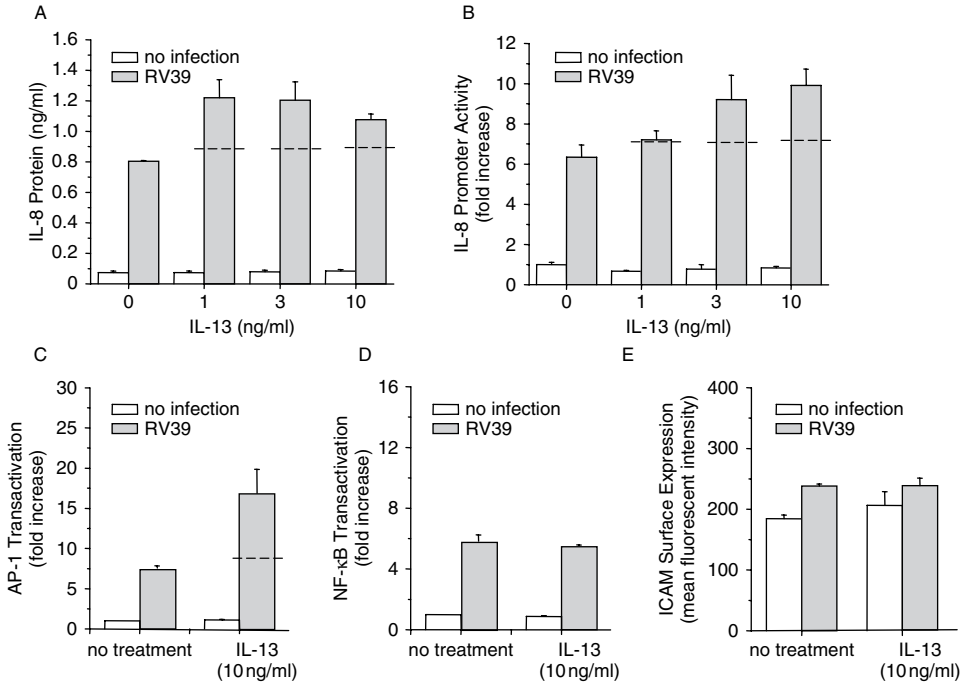 A
IL-8 Protein (ng/ml)
1.6
1.4
1.2
1.0
0.8
0.6
0.4
0.2
0
no infection
RV39
0 1 3 10
IL-13 (ng/ml)
B
IL-8 Promoter Activity
(fold increase)
12
10
8
6
4
2
0
no infection
RV39
0 1 3 10
IL-13 (ng/ml)
C
AP-1 Transactivation
(fold increase)
30
25
20
15
10
5
0
no infection
RV39
no treatment IL-13
(10 ng/ml)
D
NF-κB Transactivation
(fold increase)
16
12
8
4
0
no infection
RV39
no treatment IL-13
(10 ng/ml)
E
ICAM Surface Expression
(mean fluorescent intensity)
400
300
200
100
0
no infection
RV39
no treatment IL-13
(10 ng/ml)